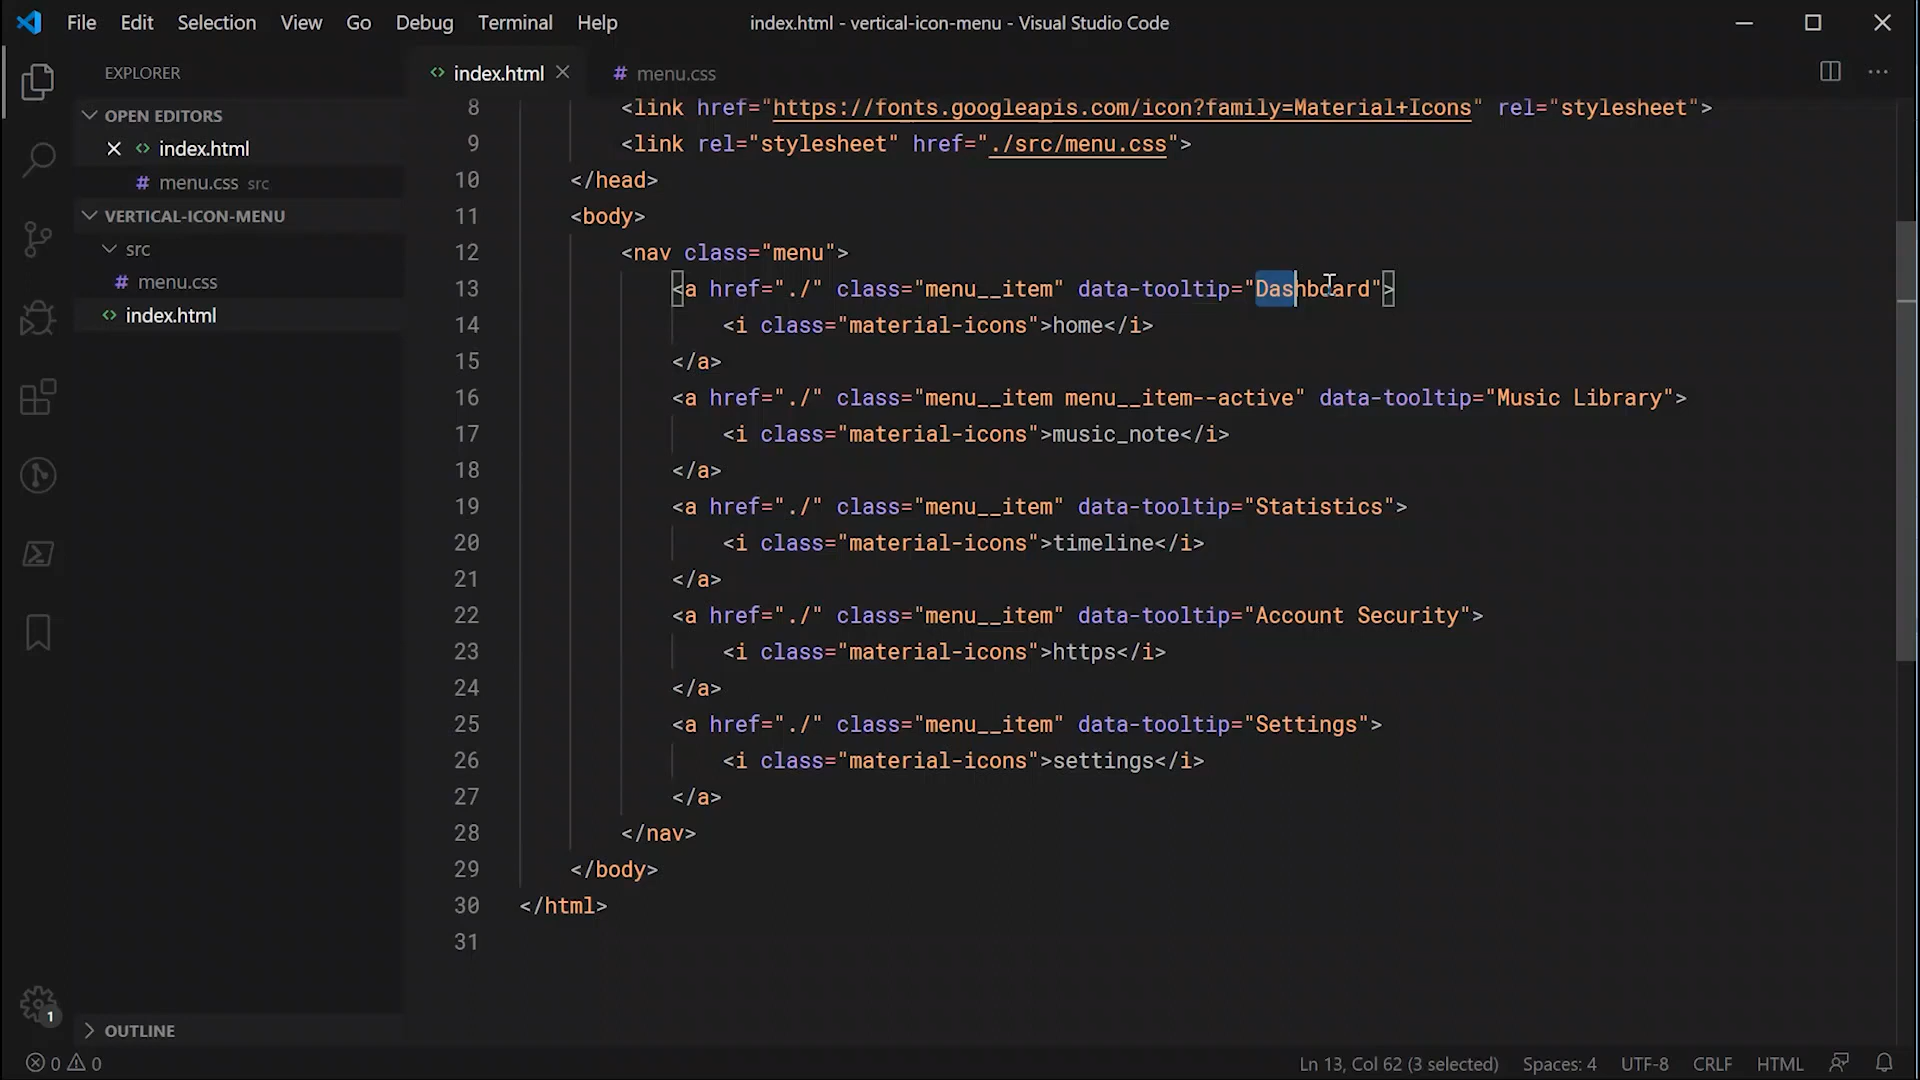 File Edit Selection View Go Debug Terminal Help
index.html - vertical-icon-menu - Visual Studio Code
EXPLORER
OPEN EDITORS
index.html
# menu.css src
VERTICAL-ICON-MENU
src
# menu.css
<> index.html
OUTLINE
1
<> index.html
# menu.css
8 <link href="https://fonts.googleapis.com/icon?family=Material+Icons" rel="stylesheet">
9 <link rel="stylesheet" href="./src/menu.css">
10 </head>
11 <body>
12 <nav class="menu">
13 <a href="./" class="menu__item" data-tooltip="Dashboard">
14 <i class="material-icons">home</i>
15 </a>
16 <a href="./" class="menu__item menu__item--active" data-tooltip="Music Library">
17 <i class="material-icons">music_note</i>
18 </a>
19 <a href="./" class="menu__item" data-tooltip="Statistics">
20 <i class="material-icons">timeline</i>
21 </a>
22 <a href="./" class="menu__item" data-tooltip="Account Security">
23 <i class="material-icons">https</i>
24 </a>
25 <a href="./" class="menu__item" data-tooltip="Settings">
26 <i class="material-icons">settings</i>
27 </a>
28 </nav>
29 </body>
30 </html>
31
0 0
Ln 13, Col 62 (3 selected) Spaces: 4 UTF-8 CRLF HTML